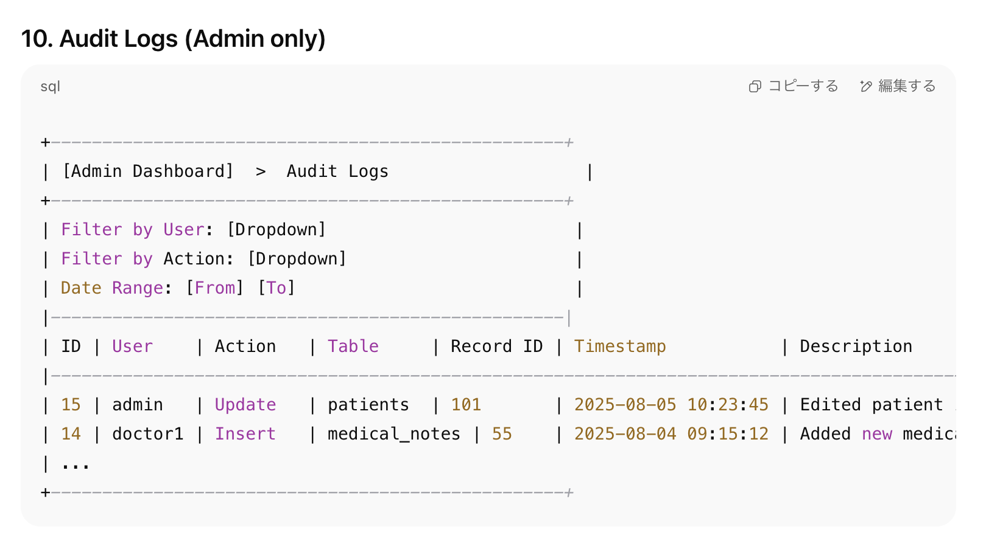 10. Audit Logs (Admin only)
sql コピーする 編集する
+--------------------------------------------------+
| [Admin Dashboard]  >  Audit Logs                   |
+--------------------------------------------------+
| Filter by User: [Dropdown]                        |
| Filter by Action: [Dropdown]                      |
| Date Range: [From] [To]                           |
|--------------------------------------------------|
| ID | User    | Action   | Table     | Record ID | Timestamp           | Description
|----------------------------------------------------------------------------------------
| 15 | admin   | Update   | patients  | 101       | 2025-08-05 10:23:45 | Edited patient
| 14 | doctor1 | Insert   | medical_notes | 55    | 2025-08-04 09:15:12 | Added new medic
| ...
+--------------------------------------------------+